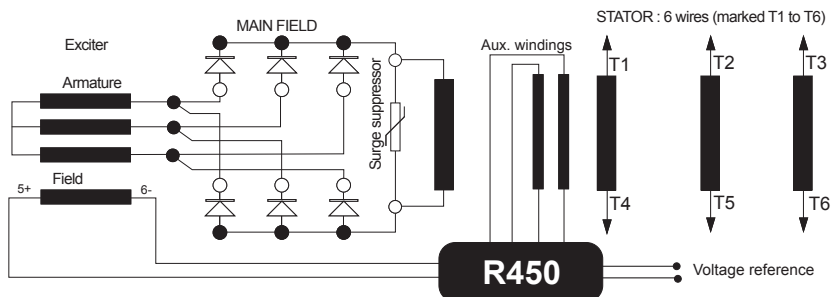 STATOR : 6 wires (marked T1 to T6)
MAIN FIELD
Exciter
Aux. windings
T1
T2
T3
Armature
Surge suppressor
Field
5+
6-
T4
T5
T6
R450
Voltage reference